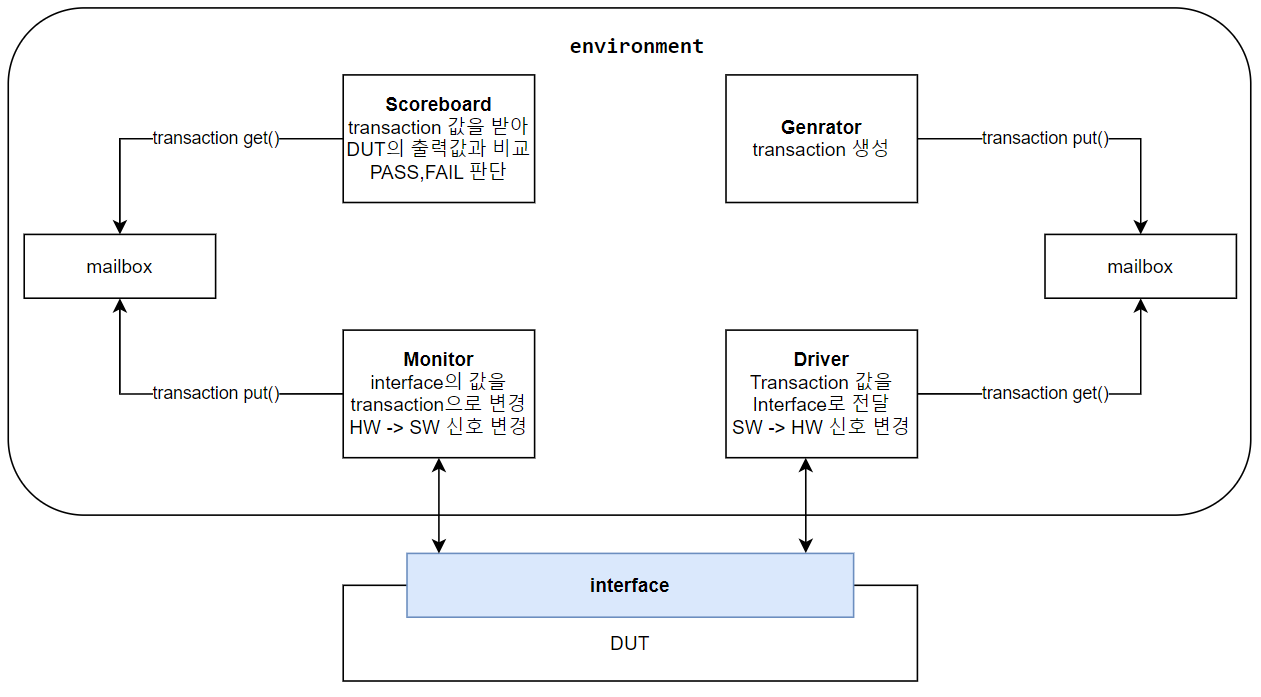 environment
Scoreboard
transaction 값을 받아
DUT의 출력값과 비교
PASS,FAIL 판단
Genrator
transaction 생성
transaction get()
transaction put()
mailbox
mailbox
Monitor
interface의 값을
transaction으로 변경
HW -> SW 신호 변경
Driver
Transaction 값을
Interface로 전달
SW -> HW 신호 변경
transaction put()
transaction get()
interface
DUT